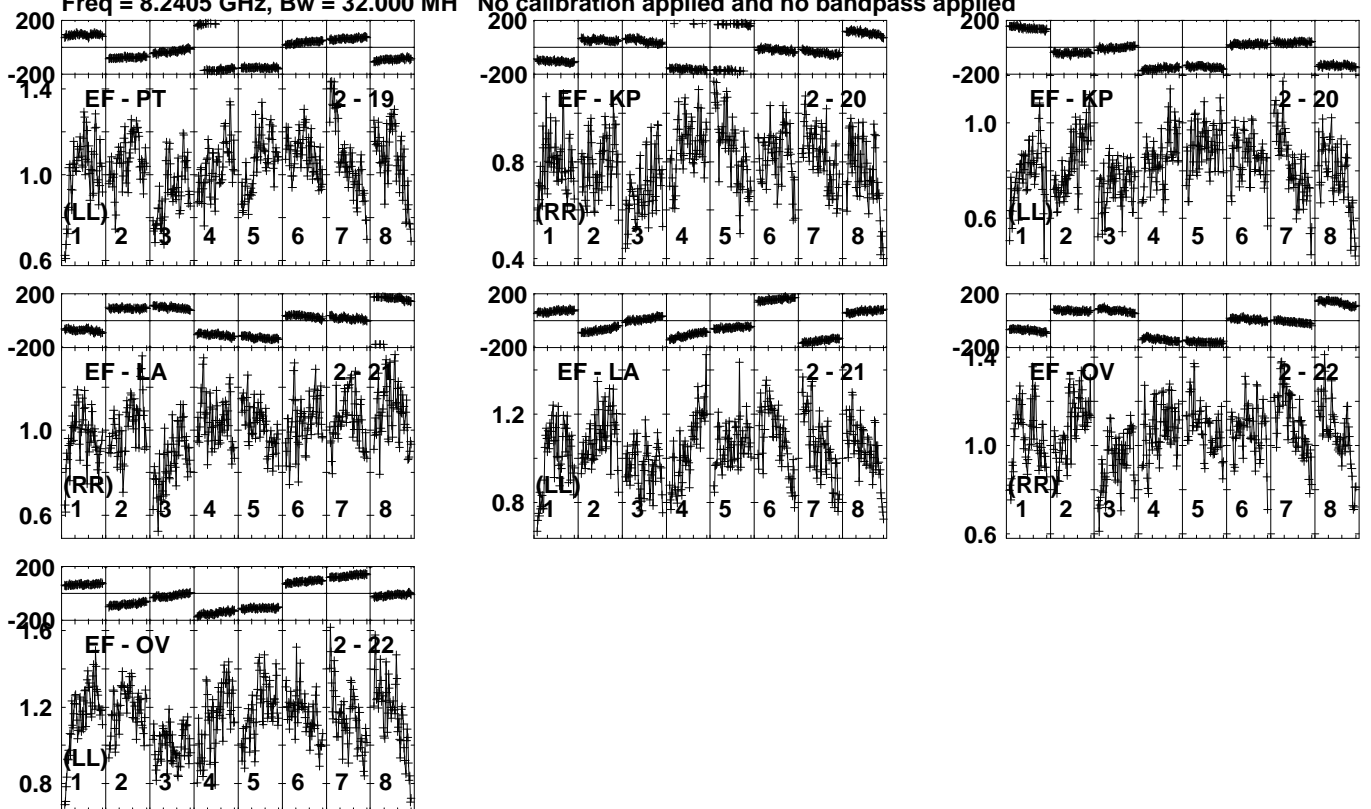 Freq = 8.2405 GHz, Bw = 32.000 MH No calibration applied and no bandpass applied
200
-200
1.4
EF - PT 2 - 19
1.0
(LL)
1 2 3 4 5 6 7 8
0.6
200
-200
EF - KP 2 - 20
0.8
(RR)
1 2 3 4 5 6 7 8
0.4
200
-200
EF - KP 2 - 20
1.0
0.6
(LL)
1 2 3 4 5 6 7 8
200
-200
EF - LA 2 - 21
1.0
(RR)
0.6
1 2 3 4 5 6 7 8
200
-200
EF - LA 2 - 21
1.2
(LL)
0.8
1 2 3 4 5 6 7 8
200
-200
1.4
EF - OV 2 - 22
1.0
(RR)
1 2 3 4 5 6 7 8
0.6
200
-200
1.6
EF - OV 2 - 22
1.2
(LL)
0.8
1 2 3 4 5 6 7 8